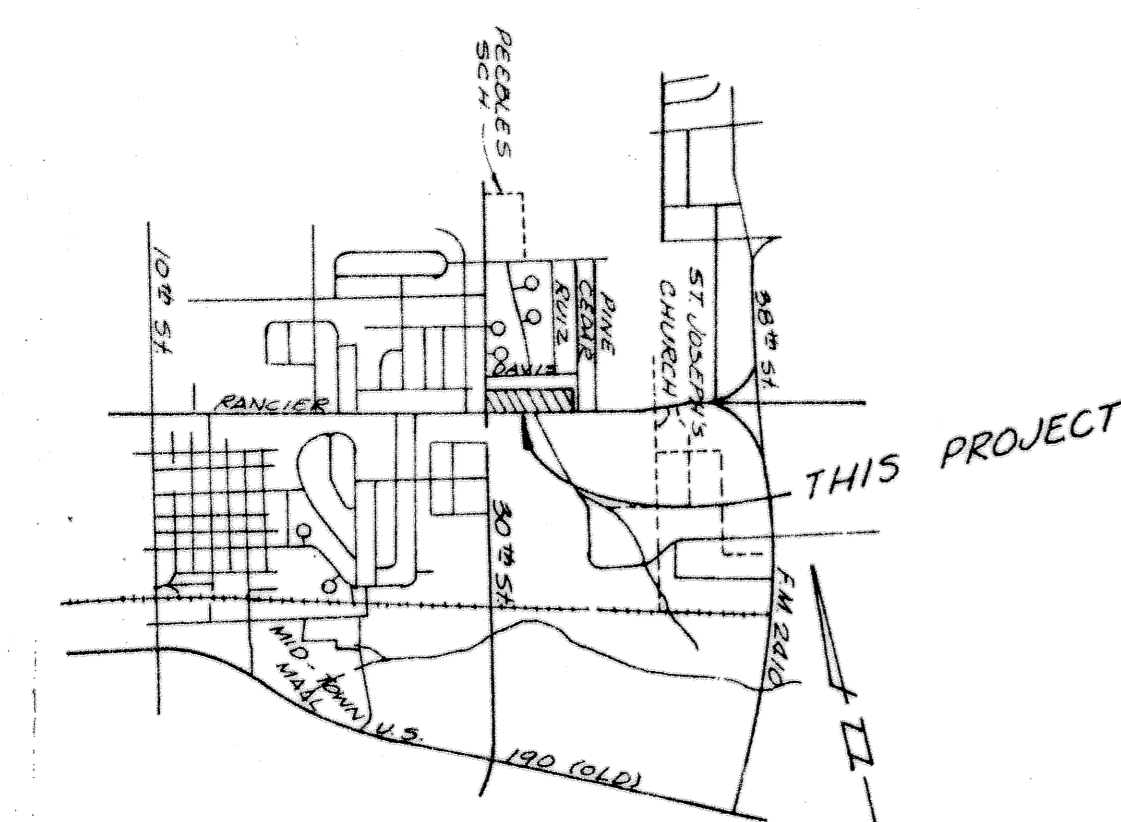 PEEBLES
SCH
10th St.
RUIZ
CEDAR
PINE
ST. JOSEPH'S
CHURCH
38th St.
DAVIS
RANCIER
THIS PROJECT
30th St.
F.M. 2410
MID-TOWN
MAAL
U.S.
190 (OLD)
N